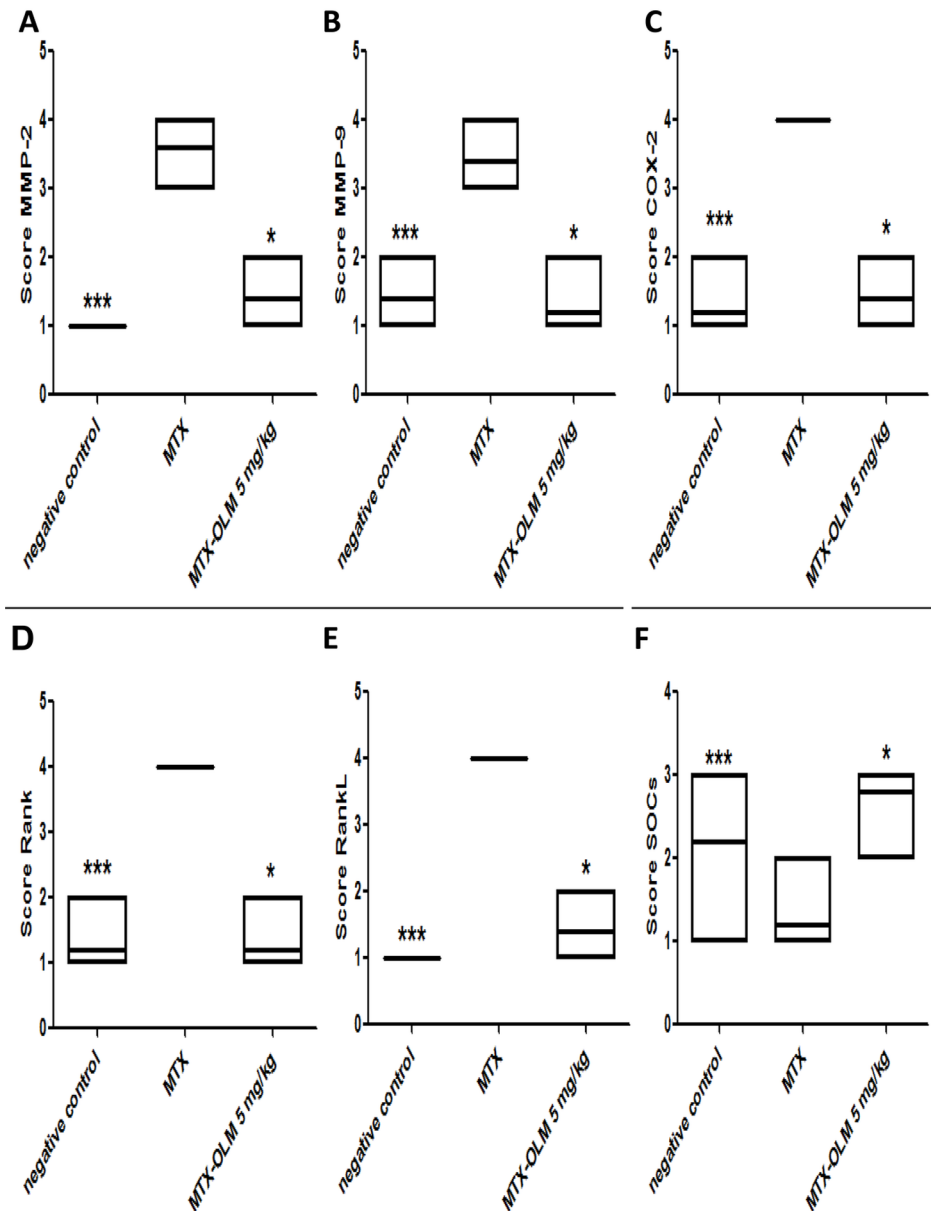 A
Score MMP-2
5
4
3
2
1
0
***
*
negative control
MTX
MTX-OLM 5 mg/kg
B
Score MMP-9
5
4
3
2
1
0
***
*
negative control
MTX
MTX-OLM 5 mg/kg
C
Score COX-2
5
4
3
2
1
0
***
*
negative control
MTX
MTX-OLM 5 mg/kg
D
Score Rank
5
4
3
2
1
0
***
*
negative control
MTX
MTX-OLM 5 mg/kg
E
Score RankL
5
4
3
2
1
0
***
*
negative control
MTX
MTX-OLM 5 mg/kg
F
Score SOCs
4
3
2
1
0
***
*
negative control
MTX
MTX-OLM 5 mg/kg